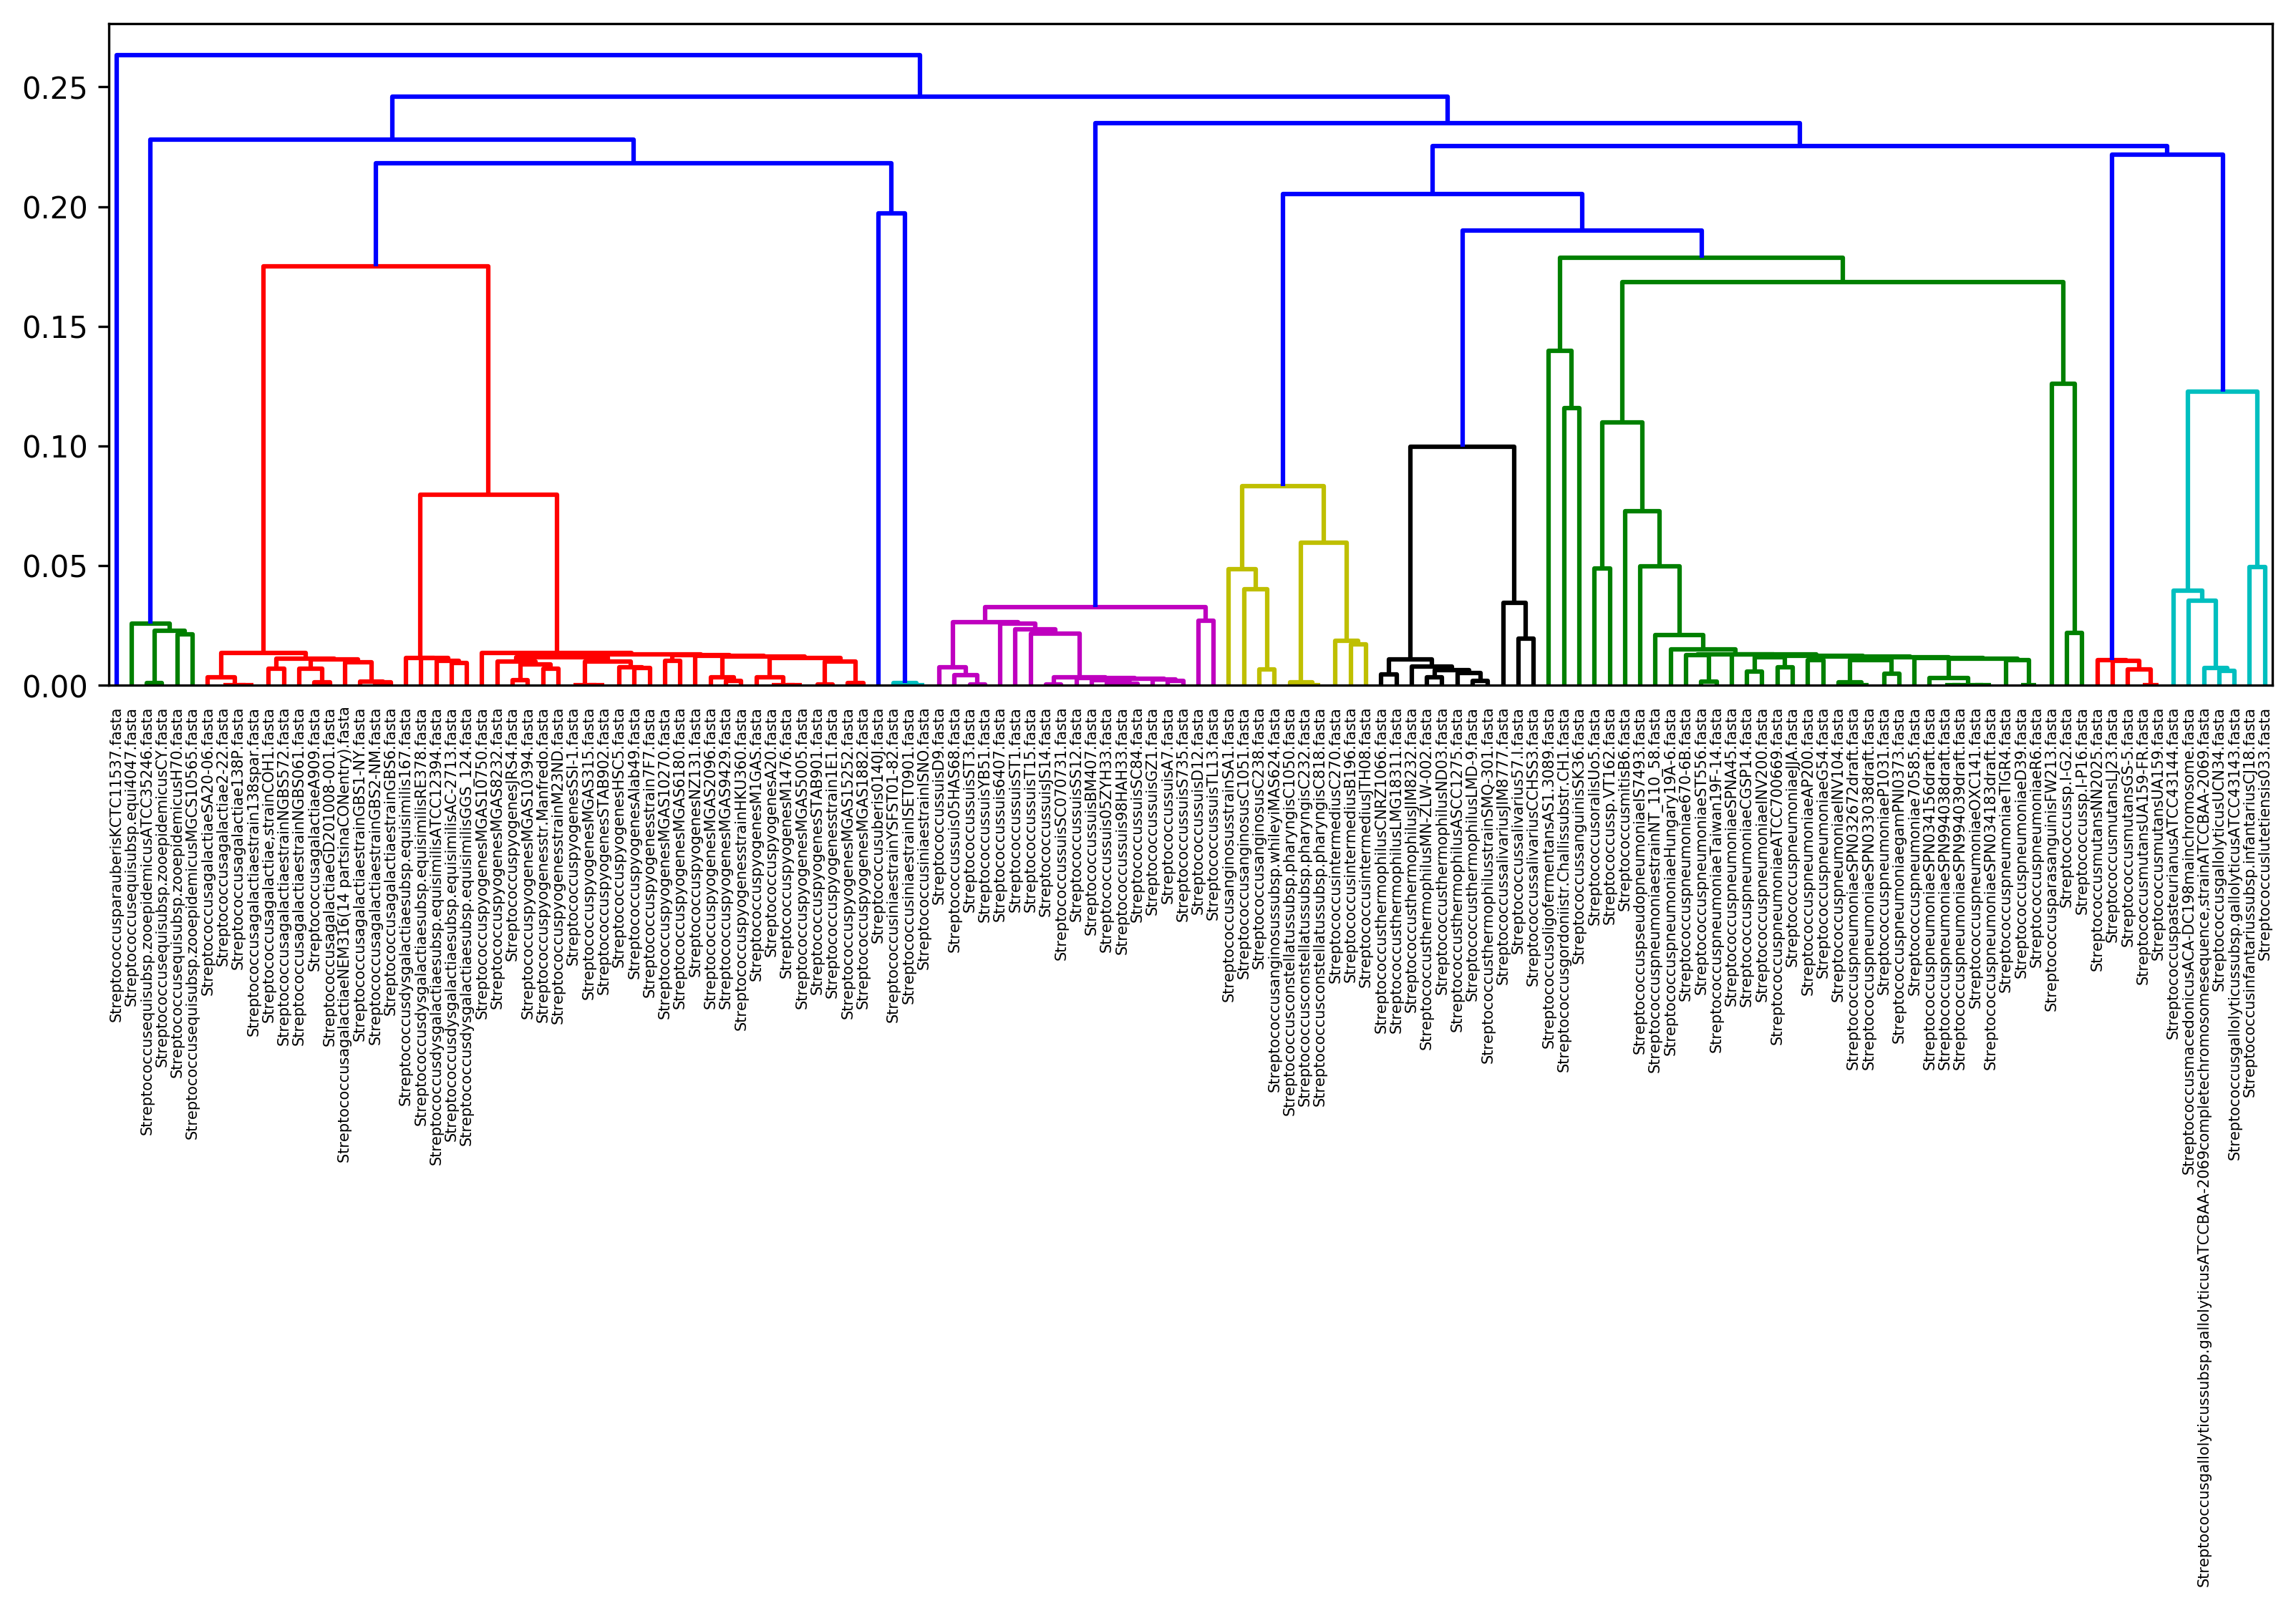 0.25
0.20
0.15
0.10
0.05
0.00
StreptococcusparauberisKCTC11537.fasta
Streptococcusequisubsp.equi4047.fasta
Streptococcusequisubsp.zooepidemicusATCC35246.fasta
Streptococcusequisubsp.zooepidemicusCY.fasta
Streptococcusequisubsp.zooepidemicusH70.fasta
Streptococcusequisubsp.zooepidemicusMGCS10565.fasta
StreptococcusagalactiaeSA20-06.fasta
Streptococcusagalactiae2-22.fasta
Streptococcusagalactiae138P.fasta
Streptococcusagalactiaestrain138spar.fasta
Streptococcusagalactiae,strainCOH1.fasta
StreptococcusagalactiaestrainNGBS572.fasta
StreptococcusagalactiaestrainNGBS061.fasta
StreptococcusagalactiaeA909.fasta
StreptococcusagalactiaeGD201008-001.fasta
StreptococcusagalactiaeNEM316(14 partsinaCONentry).fasta
StreptococcusagalactiaestrainGBS1-NY.fasta
StreptococcusagalactiaestrainGBS2-NM.fasta
StreptococcusagalactiaestrainGBS6.fasta
Streptococcusdysgalactiaesubsp.equisimilis167.fasta
Streptococcusdysgalactiaesubsp.equisimilisRE378.fasta
Streptococcusdysgalactiaesubsp.equisimilisATCC12394.fasta
Streptococcusdysgalactiaesubsp.equisimilisAC-2713.fasta
Streptococcusdysgalactiaesubsp.equisimilisGGS_124.fasta
StreptococcuspyogenesMGAS10750.fasta
StreptococcuspyogenesMGAS8232.fasta
StreptococcuspyogenesJRS4.fasta
StreptococcuspyogenesMGAS10394.fasta
Streptococcuspyogenesstr.Manfredo.fasta
StreptococcuspyogenesstrainM23ND.fasta
StreptococcuspyogenesSSI-1.fasta
StreptococcuspyogenesMGAS315.fasta
StreptococcuspyogenesSTAB902.fasta
StreptococcuspyogenesHSC5.fasta
StreptococcuspyogenesAlab49.fasta
Streptococcuspyogenesstrain7F7.fasta
StreptococcuspyogenesMGAS10270.fasta
StreptococcuspyogenesMGAS6180.fasta
StreptococcuspyogenesNZ131.fasta
StreptococcuspyogenesMGAS2096.fasta
StreptococcuspyogenesMGAS9429.fasta
StreptococcuspyogenesstrainHKU360.fasta
StreptococcuspyogenesM1GAS.fasta
StreptococcuspyogenesA20.fasta
StreptococcuspyogenesM1476.fasta
StreptococcuspyogenesMGAS5005.fasta
StreptococcuspyogenesSTAB901.fasta
Streptococcuspyogenesstrain1E1.fasta
StreptococcuspyogenesMGAS15252.fasta
StreptococcuspyogenesMGAS1882.fasta
Streptococcusuberis0140J.fasta
StreptococcusiniaestrainYSFST01-82.fasta
StreptococcusiniaestrainISET0901.fasta
StreptococcusiniaestrainISNO.fasta
StreptococcussuisD9.fasta
Streptococcussuis05HAS68.fasta
StreptococcussuisST3.fasta
StreptococcussuisYB51.fasta
Streptococcussuis6407.fasta
StreptococcussuisST1.fasta
StreptococcussuisT15.fasta
StreptococcussuisJS14.fasta
StreptococcussuisSC070731.fasta
StreptococcussuisSS12.fasta
StreptococcussuisBM407.fasta
Streptococcussuis05ZYH33.fasta
Streptococcussuis98HAH33.fasta
StreptococcussuisSC84.fasta
StreptococcussuisGZ1.fasta
StreptococcussuisA7.fasta
StreptococcussuisS735.fasta
StreptococcussuisD12.fasta
StreptococcussuisTL13.fasta
StreptococcusanginosusstrainSA1.fasta
StreptococcusanginosusC1051.fasta
StreptococcusanginosusC238.fasta
Streptococcusanginosussubsp.whileyiMAS624.fasta
Streptococcusconstellatussubsp.pharyngisC1050.fasta
Streptococcusconstellatussubsp.pharyngisC232.fasta
Streptococcusconstellatussubsp.pharyngisC818.fasta
StreptococcusintermediusC270.fasta
StreptococcusintermediusB196.fasta
StreptococcusintermediusJTH08.fasta
StreptococcusthermophilusCNRZ1066.fasta
StreptococcusthermophilusLMG18311.fasta
StreptococcusthermophilusJIM8232.fasta
StreptococcusthermophilusMN-ZLW-002.fasta
StreptococcusthermophilusND03.fasta
StreptococcusthermophilusASCC1275.fasta
StreptococcusthermophilusLMD-9.fasta
StreptococcusthermophilusstrainSMQ-301.fasta
StreptococcussalivariusJIM8777.fasta
Streptococcussalivarius57.I.fasta
StreptococcussalivariusCCHSS3.fasta
StreptococcusoligofermentansAS1.3089.fasta
Streptococcusgordoniistr.Challissubstr.CH1.fasta
StreptococcussanguinisSK36.fasta
StreptococcusoralisUo5.fasta
Streptococcussp.VT162.fasta
StreptococcusmitisB6.fasta
StreptococcuspseudopneumoniaeIS7493.fasta
StreptococcuspneumoniaestrainNT_110_58.fasta
StreptococcuspneumoniaeHungary19A-6.fasta
Streptococcuspneumoniae670-6B.fasta
StreptococcuspneumoniaeST556.fasta
StreptococcuspneumoniaeTaiwan19F-14.fasta
StreptococcuspneumoniaeSPNA45.fasta
StreptococcuspneumoniaeCGSP14.fasta
StreptococcuspneumoniaeINV200.fasta
StreptococcuspneumoniaeATCC700669.fasta
StreptococcuspneumoniaeJJA.fasta
StreptococcuspneumoniaeAP200.fasta
StreptococcuspneumoniaeG54.fasta
StreptococcuspneumoniaeINV104.fasta
StreptococcuspneumoniaeSPN032672draft.fasta
StreptococcuspneumoniaeSPN033038draft.fasta
StreptococcuspneumoniaeP1031.fasta
StreptococcuspneumoniaegamPNI0373.fasta
Streptococcuspneumoniae70585.fasta
StreptococcuspneumoniaeSPN034156draft.fasta
StreptococcuspneumoniaeSPN994038draft.fasta
StreptococcuspneumoniaeSPN994039draft.fasta
StreptococcuspneumoniaeOXC141.fasta
StreptococcuspneumoniaeSPN034183draft.fasta
StreptococcuspneumoniaeTIGR4.fasta
StreptococcuspneumoniaeD39.fasta
StreptococcuspneumoniaeR6.fasta
StreptococcusparasanguinisFW213.fasta
Streptococcussp.I-G2.fasta
Streptococcussp.I-P16.fasta
StreptococcusmutansNN2025.fasta
StreptococcusmutansLJ23.fasta
StreptococcusmutansGS-5.fasta
StreptococcusmutansUA159-FR.fasta
StreptococcusmutansUA159.fasta
StreptococcuspasteurianusATCC43144.fasta
StreptococcusmacedonicusACA-DC198mainchromosome.fasta
Streptococcusgallolyticussubsp.gallolyticusATCCBAA-2069completechromosomesequence,strainATCCBAA-2069.fasta
StreptococcusgallolyticusUCN34.fasta
Streptococcusgallolyticussubsp.gallolyticusATCC43143.fasta
Streptococcusinfantariussubsp.infantariusCJ18.fasta
Streptococcuslutetiensis033.fasta